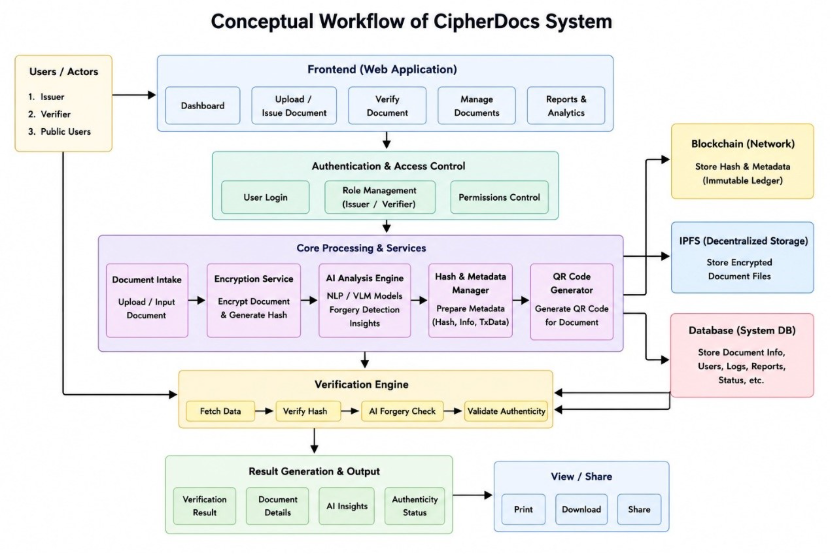 Conceptual Workflow of CipherDocs System
Users / Actors
1. Issuer
2. Verifier
3. Public Users
Frontend (Web Application)
Dashboard
Upload /
Issue Document
Verify
Document
Manage
Documents
Reports &
Analytics
Authentication & Access Control
User Login
Role Management
(Issuer / Verifier)
Permissions Control
Blockchain (Network)
Store Hash & Metadata
(Immutable Ledger)
IPFS (Decentralized Storage)
Store Encrypted
Document Files
Database (System DB)
Store Document Info,
Users, Logs, Reports,
Status, etc.
Core Processing & Services
Document Intake
Upload / Input
Document
Encryption Service
Encrypt Document
& Generate Hash
AI Analysis Engine
NLP / VLM Models
Forgery Detection
Insights
Hash & Metadata
Manager
Prepare Metadata
(Hash, Info, TxData)
QR Code
Generator
Generate QR Code
for Document
Verification Engine
Fetch Data
Verify Hash
AI Forgery Check
Validate Authenticity
Result Generation & Output
Verification
Result
Document
Details
AI Insights
Authenticity
Status
View / Share
Print
Download
Share